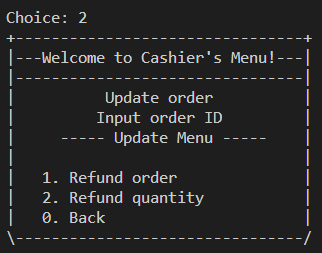 Choice: 2
+--------------------------------+
|---Welcome to Cashier's Menu!---|
|--------------------------------|
|          Update order          |
|         Input order ID         |
|     ----- Update Menu -----    |
|                                |
|   1. Refund order              |
|   2. Refund quantity           |
|   0. Back                      |
\--------------------------------/